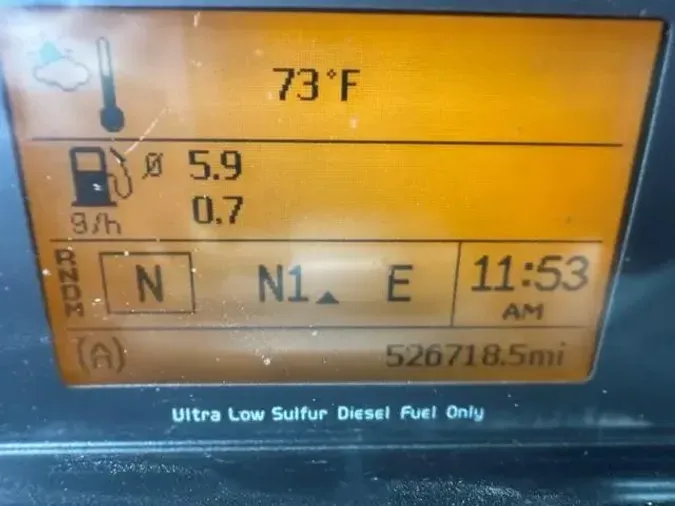 73°F
Ø 5.9
g/h 0.7
RNDM N N1▲ E 11:53
AM
(A) 526718.5mi
Ultra Low Sulfur Diesel Fuel Only